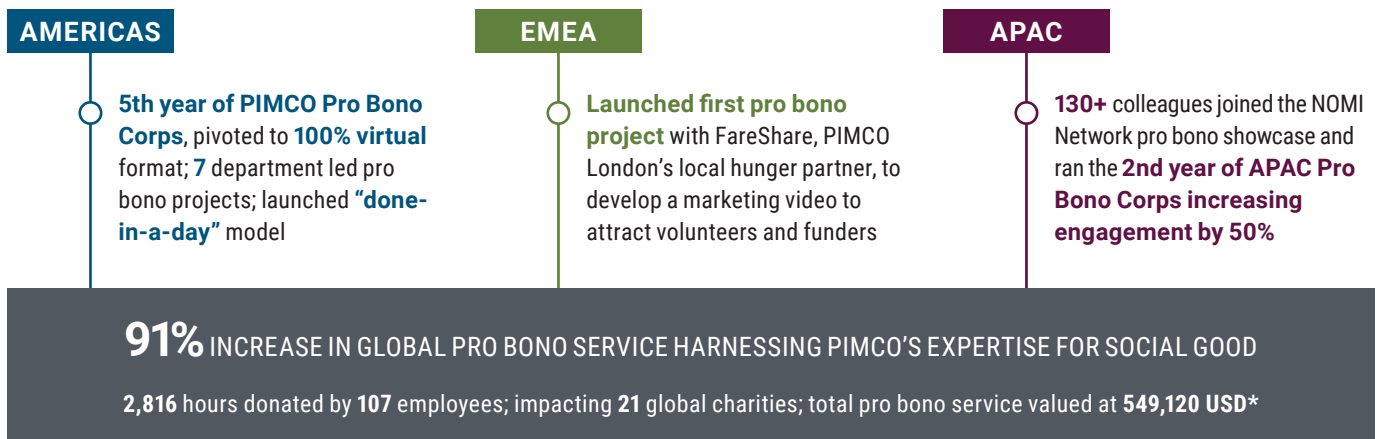 AMERICAS
5th year of PIMCO Pro Bono
Corps, pivoted to 100% virtual
format; 7 department led pro
bono projects; launched “done-
in-a-day” model
EMEA
Launched first pro bono
project with FareShare, PIMCO
London’s local hunger partner, to
develop a marketing video to
attract volunteers and funders
APAC
130+ colleagues joined the NOMI
Network pro bono showcase and
ran the 2nd year of APAC Pro
Bono Corps increasing
engagement by 50%
91% INCREASE IN GLOBAL PRO BONO SERVICE HARNESSING PIMCO’S EXPERTISE FOR SOCIAL GOOD
2,816 hours donated by 107 employees; impacting 21 global charities; total pro bono service valued at 549,120 USD*